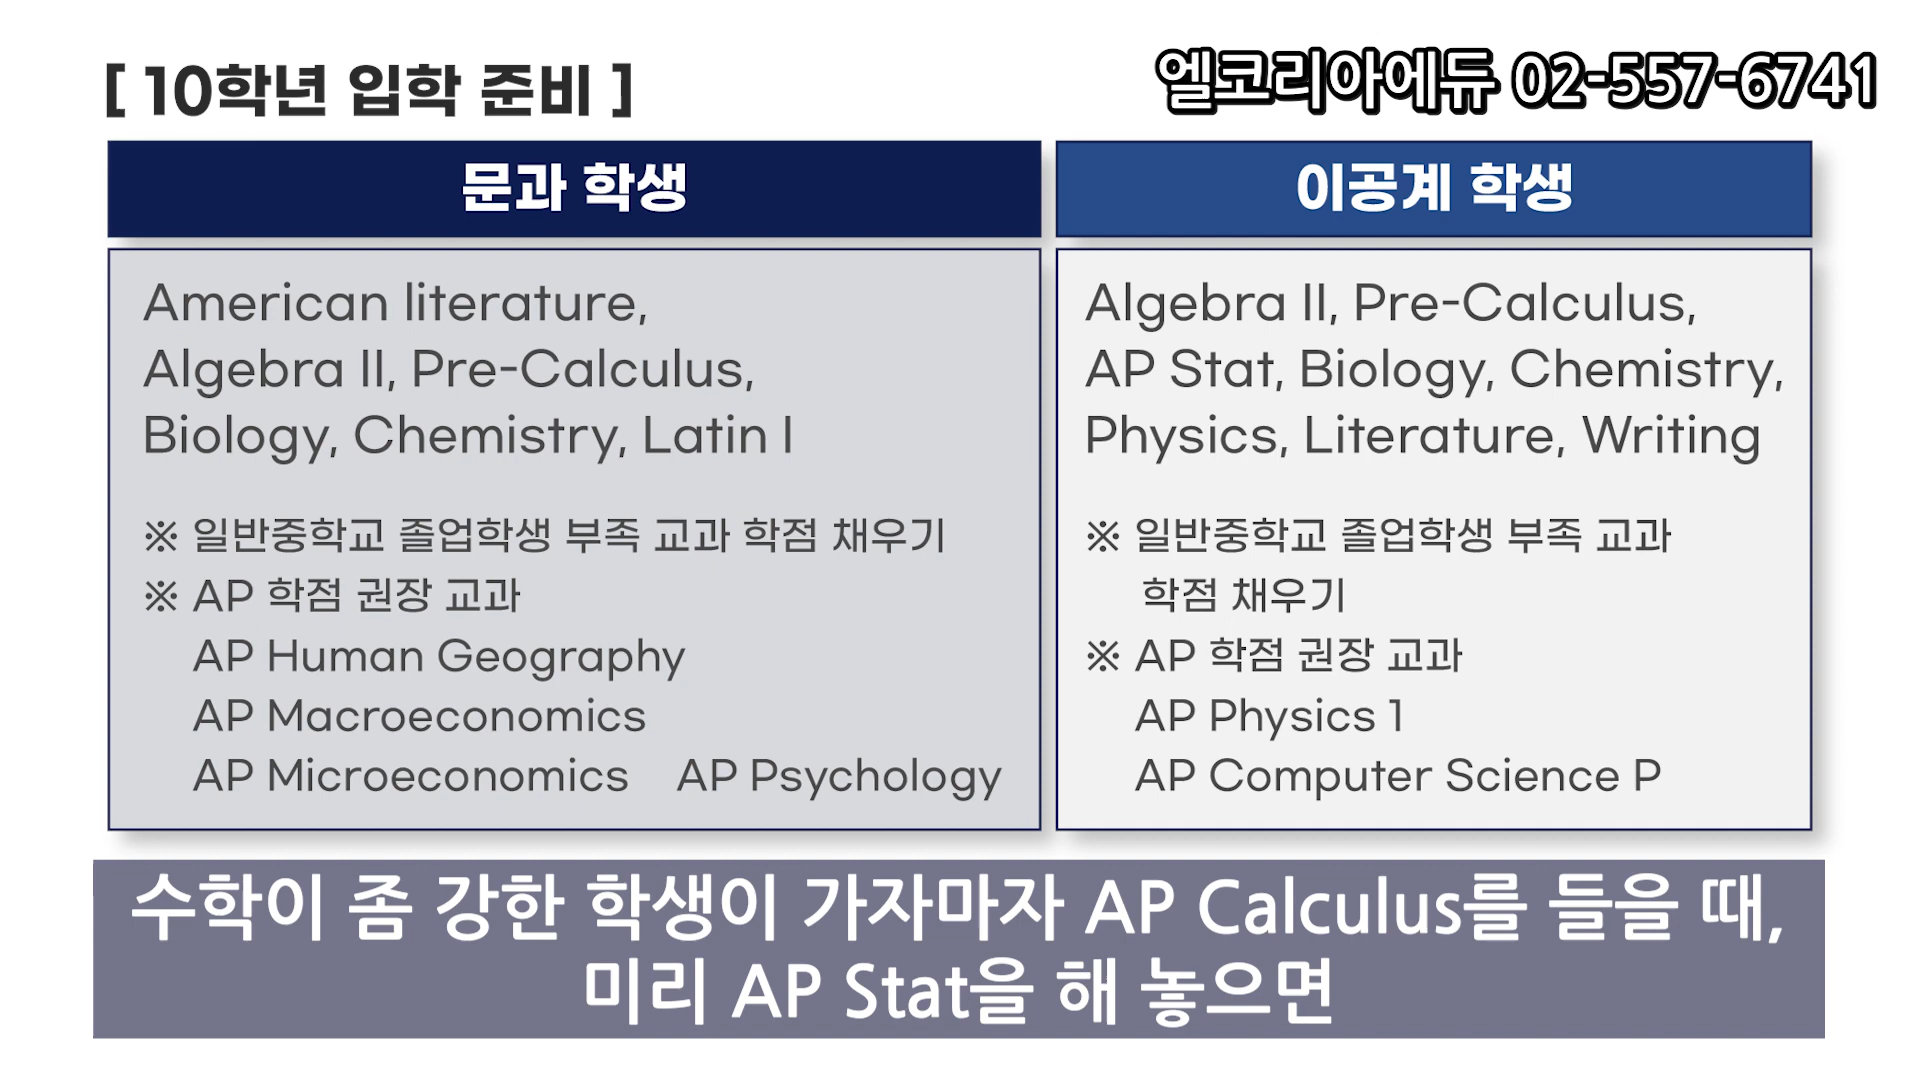 [ 10학년 입학 준비 ]
엘코리아에듀 02-557-6741
문과 학생
American literature,
Algebra II, Pre-Calculus,
Biology, Chemistry, Latin I
※ 일반중학교 졸업학생 부족 교과 학점 채우기
※ AP 학점 권장 교과
AP Human Geography
AP Macroeconomics
AP Microeconomics AP Psychology
이공계 학생
Algebra II, Pre-Calculus,
AP Stat, Biology, Chemistry,
Physics, Literature, Writing
※ 일반중학교 졸업학생 부족 교과
학점 채우기
※ AP 학점 권장 교과
AP Physics 1
AP Computer Science P
수학이 좀 강한 학생이 가자마자 AP Calculus를 들을 때,
미리 AP Stat을 해 놓으면